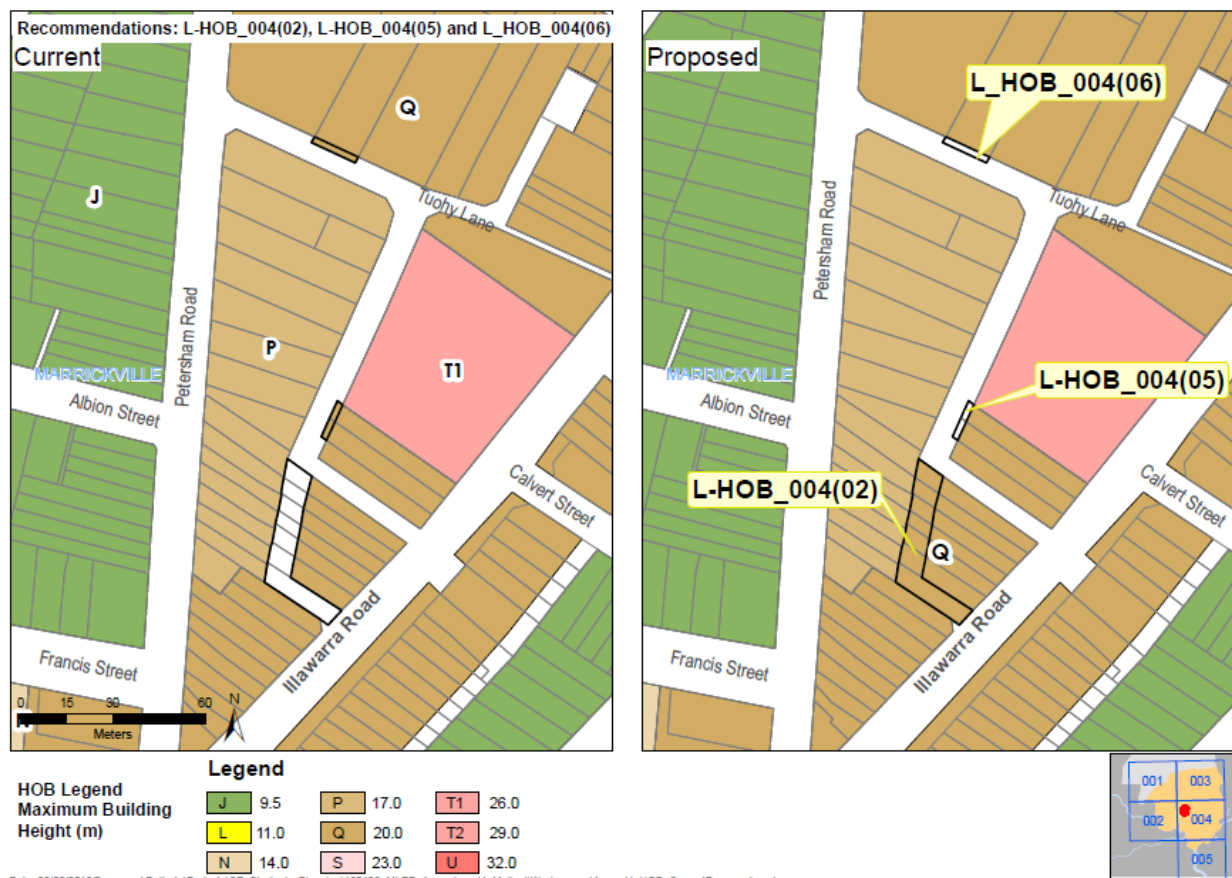 Recommendations: L-HOB_004(02), L-HOB_004(05) and L_HOB_004(06)
Current
Q
J
Tuohy Lane
Petersham Road
P
T1
MARRICKVILLE
Albion Street
Calvert Street
Illawarra Road
Francis Street
0 15 30 60
Meters
N
N
Proposed
L_HOB_004(06)
Tuohy Lane
Petersham Road
L-HOB_004(05)
MARRICKVILLE
Albion Street
Calvert Street
L-HOB_004(02)
Q
Illawarra Road
Francis Street
Legend
HOB Legend
Maximum Building
Height (m)
J 9.5 P 17.0 T1 26.0
L 11.0 Q 20.0 T2 29.0
N 14.0 S 23.0 U 32.0
001 003
002 004
005